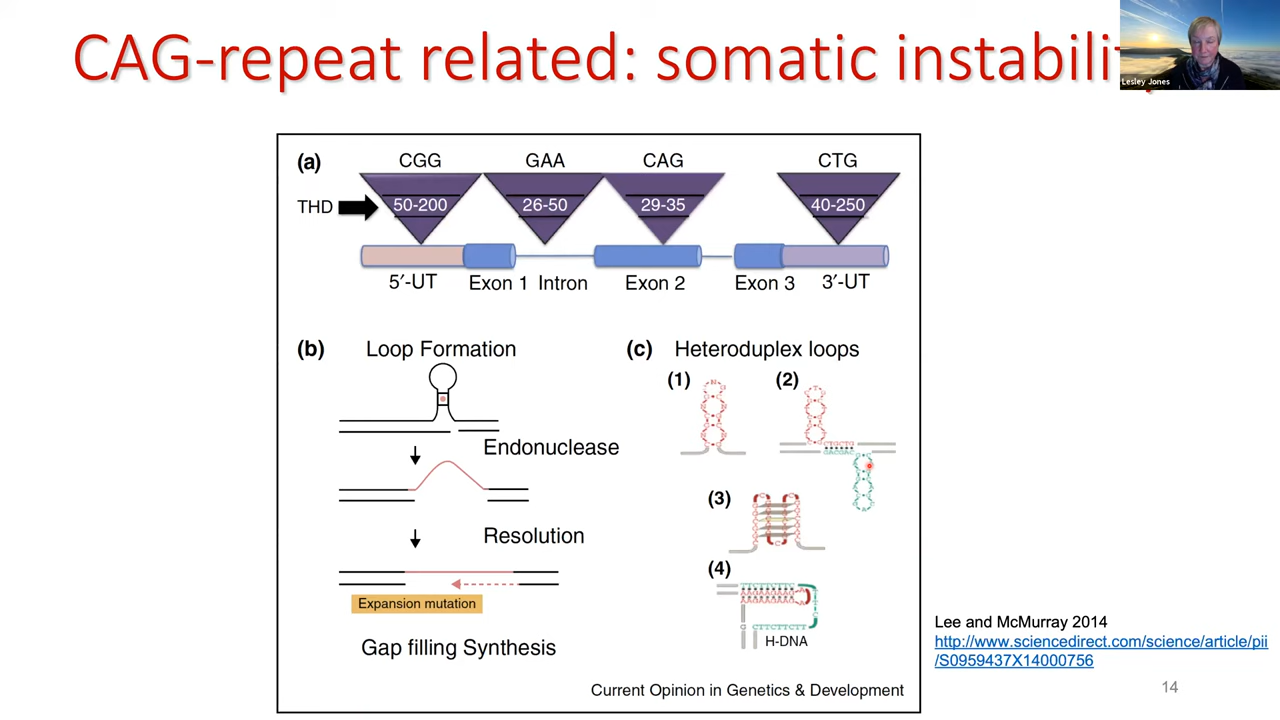 CAG-repeat related: somatic instabili
Lesley Jones
(a) CGG GAA CAG CTG
THD 50-200 26-50 29-35 40-250
5′-UT Exon 1 Intron Exon 2 Exon 3 3′-UT
(b) Loop Formation
(c) Heteroduplex loops
(1) (2)
Endonuclease
(3)
Resolution
(4)
Expansion mutation
H-DNA
Gap filling Synthesis
Current Opinion in Genetics & Development
Lee and McMurray 2014
http://www.sciencedirect.com/science/article/pii
/S0959437X14000756
14